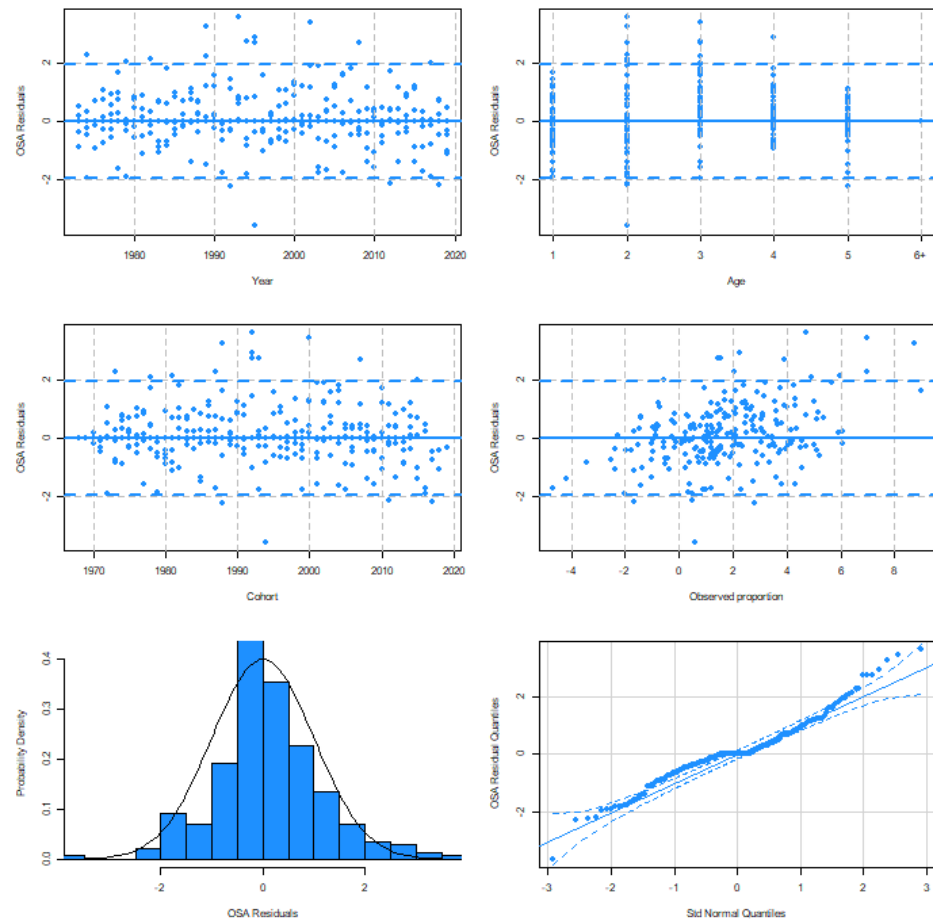 OSA Residuals
2
0
-2
1980 1990 2000 2010 2020
Year
OSA Residuals
2
0
-2
1 2 3 4 5 6+
Age
OSA Residuals
2
0
-2
1970 1980 1990 2000 2010 2020
Cohort
OSA Residuals
2
0
-2
-4 -2 0 2 4 6 8
Observed proportion
Probability Density
0.4
0.3
0.2
0.1
0.0
-2 0 2
OSA Residuals
OSA Residual Quantiles
2
0
-2
-3 -2 -1 0 1 2 3
Std Normal Quantiles